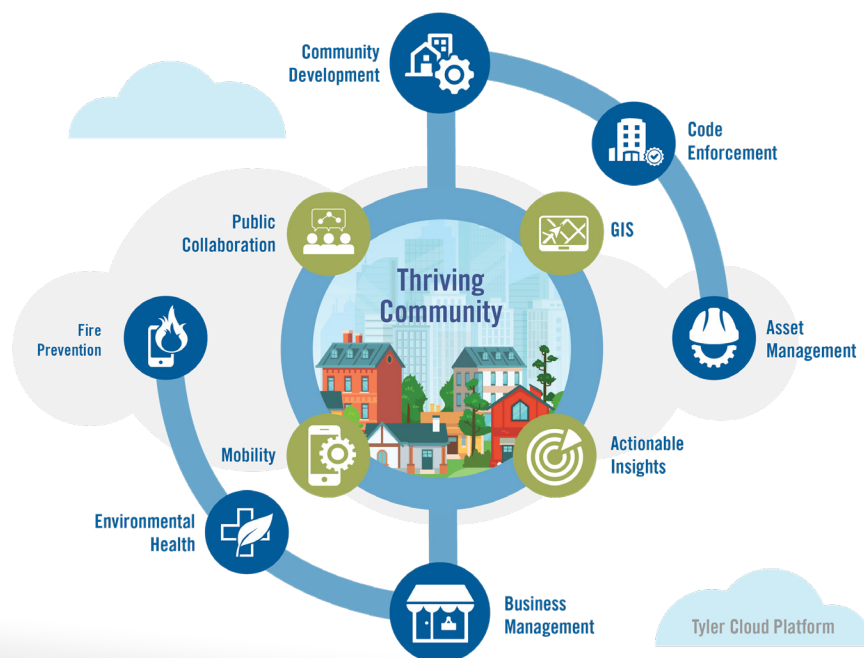 Community
Development
Code
Enforcement
Public
Collaboration
GIS
Thriving
Community
Fire
Prevention
Asset
Management
Mobility
Actionable
Insights
Environmental
Health
Business
Management
Tyler Cloud Platform